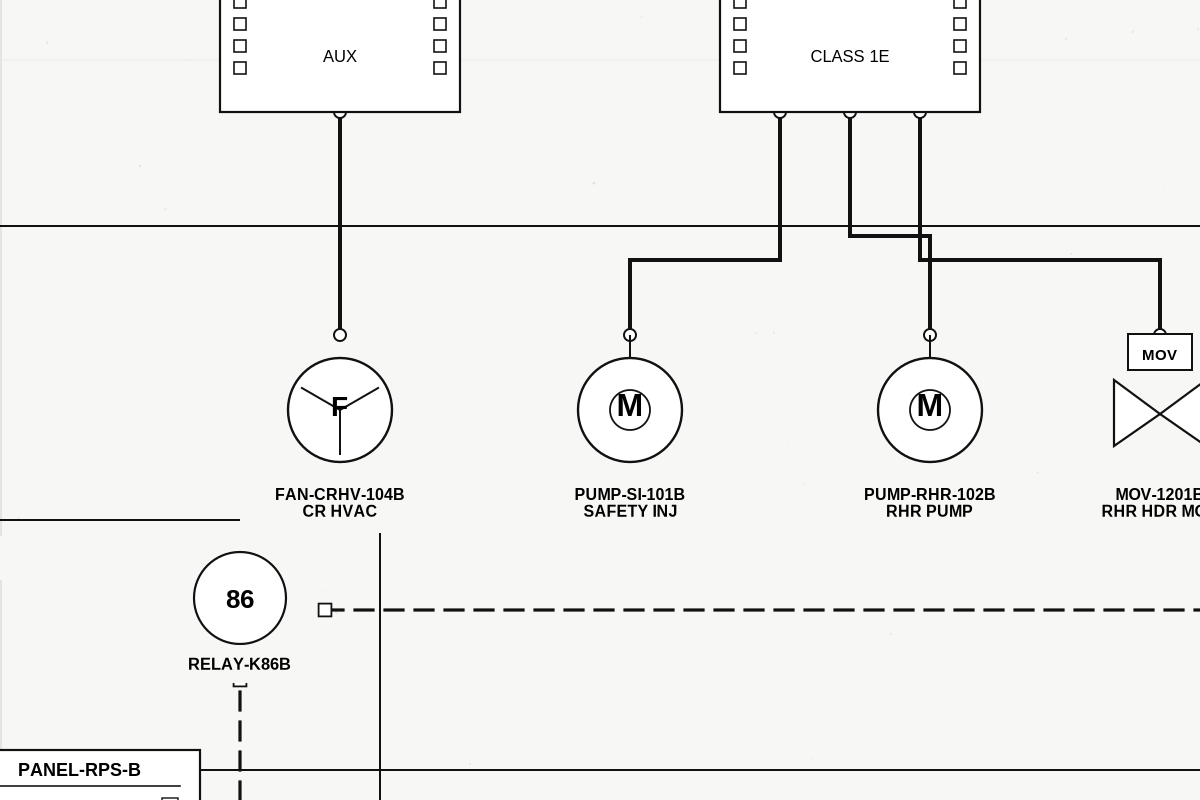 AUX
CLASS 1E
MOV
F
M
M
FAN-CRHV-104B
CR HVAC
PUMP-SI-101B
SAFETY INJ
PUMP-RHR-102B
RHR PUMP
MOV-1201B
RHR HDR
86
RELAY-K86B
PANEL-RPS-B